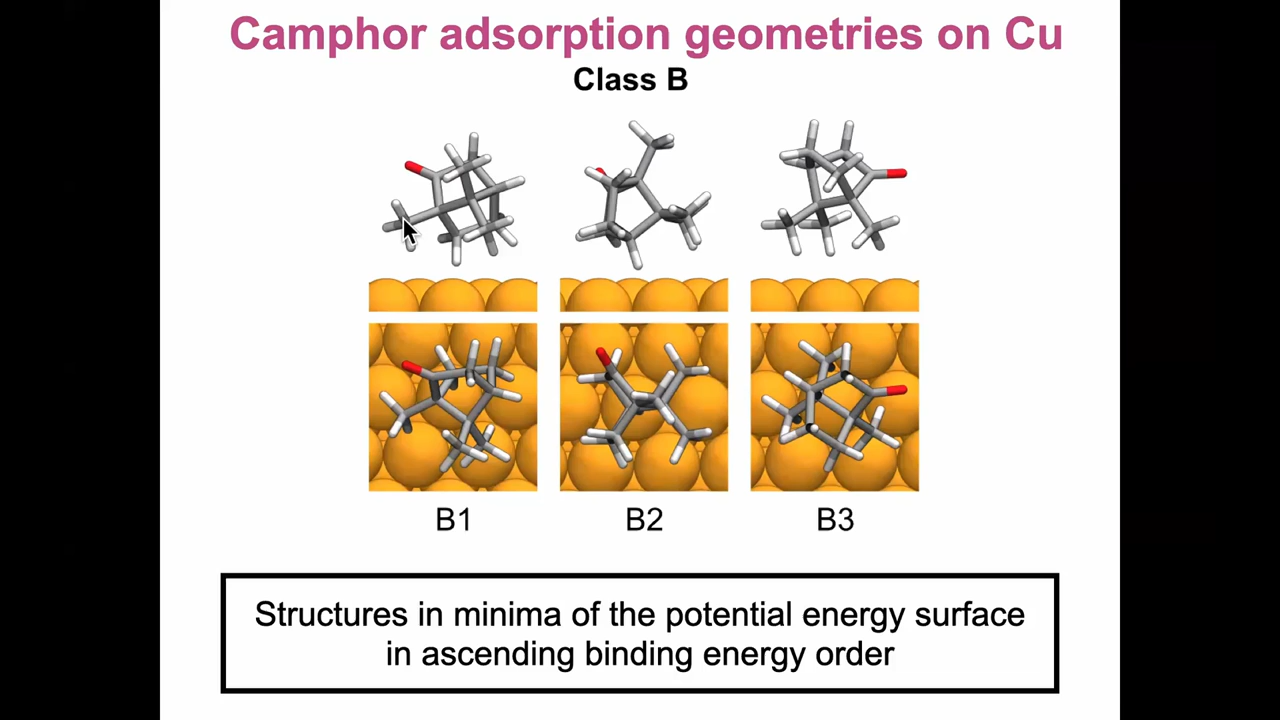 Camphor adsorption geometries on Cu
Class B
B1 B2 B3
Structures in minima of the potential energy surface
in ascending binding energy order